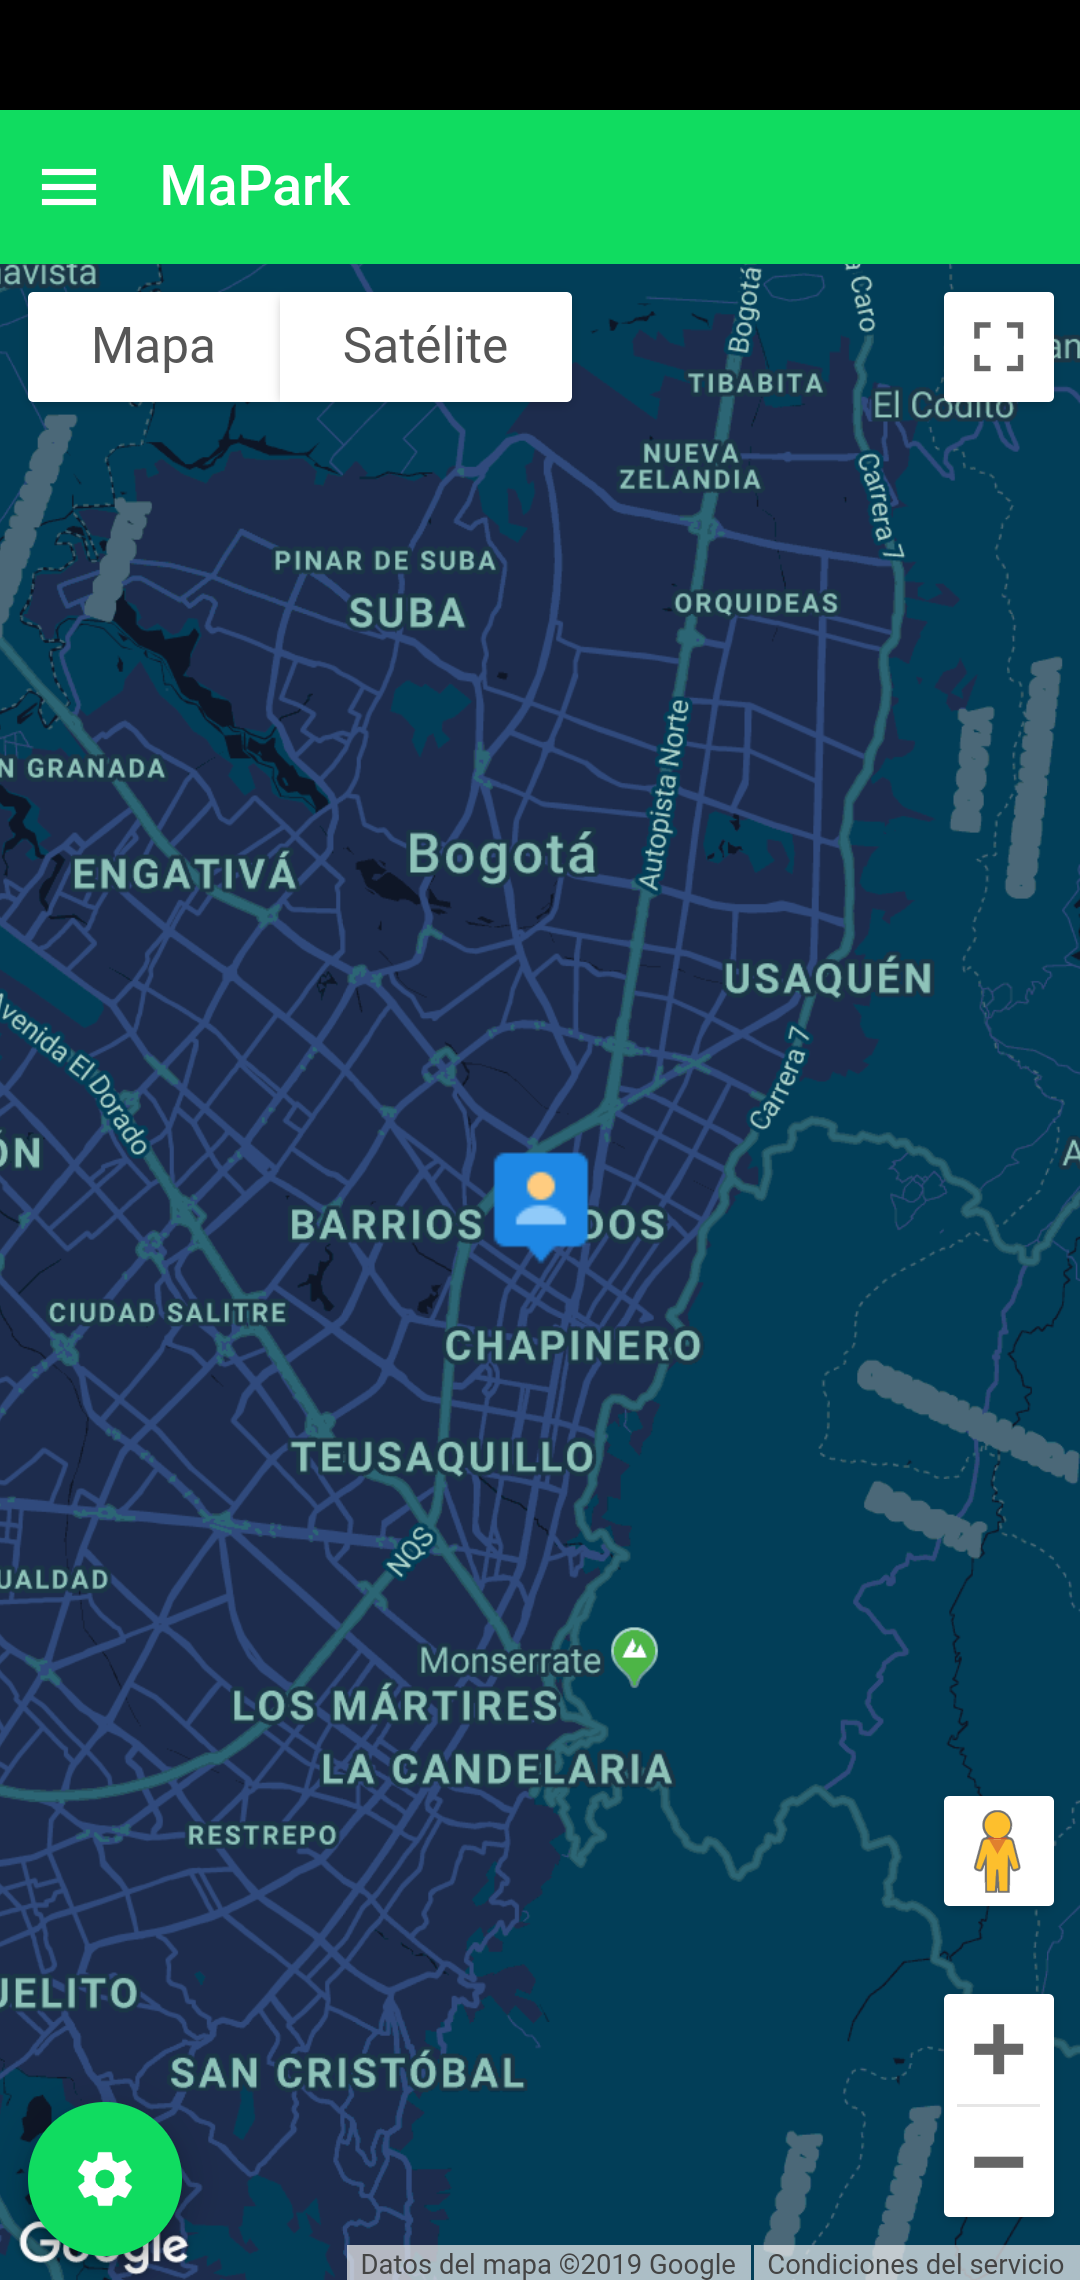 MaPark
avista
Mapa
Satélite
Bogotá
a Caro
TIBABITA
El Codito
NUEVA
ZELANDIA
Carrera 7
PINAR DE SUBA
SUBA
ORQUIDEAS
Autopista Norte
N GRANADA
Bogotá
ENGATIVÁ
USAQUÉN
Avenida El Dorado
Carrera 7
ÓN
BARRIOS DOS
CIUDAD SALITRE
CHAPINERO
TEUSAQUILLO
NQS
UALDAD
Monserrate
LOS MÁRTIRES
LA CANDELARIA
RESTREPO
UELITO
SAN CRISTÓBAL
Google
Datos del mapa ©2019 Google
Condiciones del servicio